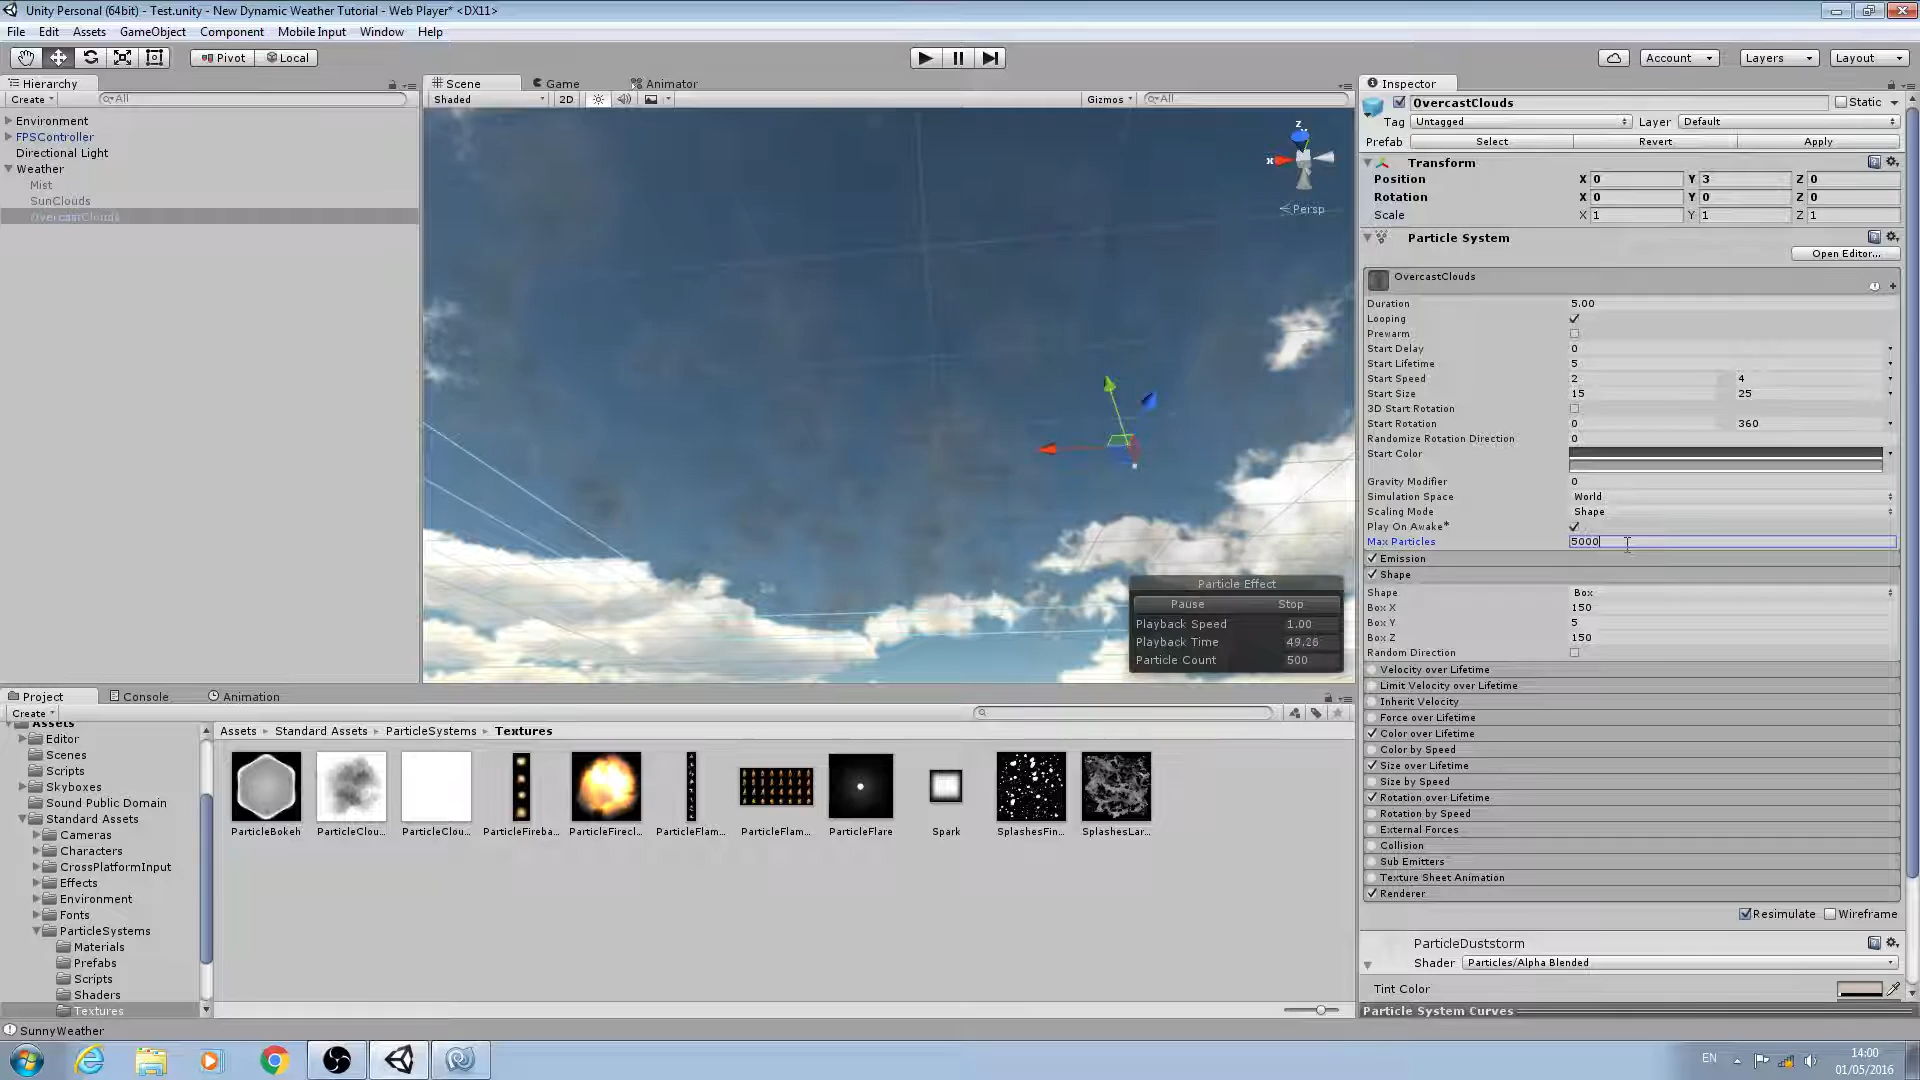 Unity Personal (64bit) - Test.unity - New Dynamic Weather Tutorial - Web Player* <DX11>
File Edit Assets GameObject Component Mobile Input Window Help
Pivot Local Account Layers Layout
Hierarchy
Create All
Environment
FPSController
Directional Light
Weather
Mist
SunClouds
OvercastClouds
Scene Game Animator
Shaded 2D Gizmos All
z
x
Persp
Particle Effect
Pause Stop
Playback Speed 1.00
Playback Time 49.26
Particle Count 500
Inspector
OvercastClouds Static
Tag Untagged Layer Default
Prefab Select Revert Apply
Transform
Position X 0 Y 3 Z 0
Rotation X 0 Y 0 Z 0
Scale X 1 Y 1 Z 1
Particle System
Open Editor...
OvercastClouds
Duration 5.00
Looping
Prewarm
Start Delay 0
Start Lifetime 5
Start Speed 2 4
Start Size 15 25
3D Start Rotation
Start Rotation 0 360
Randomize Rotation Direction 0
Start Color
Gravity Modifier 0
Simulation Space World
Scaling Mode Shape
Play On Awake*
Max Particles 5000
Emission
Shape
Shape Box
Box X 150
Box Y 5
Box Z 150
Random Direction
Velocity over Lifetime
Limit Velocity over Lifetime
Inherit Velocity
Force over Lifetime
Color over Lifetime
Color by Speed
Size over Lifetime
Size by Speed
Rotation over Lifetime
Rotation by Speed
External Forces
Collision
Sub Emitters
Texture Sheet Animation
Renderer
Resimulate Wireframe
ParticleDuststorm
Shader Particles/Alpha Blended
Tint Color
Particle System Curves
Project Console Animation
Create
Assets
Editor
Scenes
Scripts
Skyboxes
Sound Public Domain
Standard Assets
Cameras
Characters
CrossPlatformInput
Effects
Environment
Fonts
ParticleSystems
Materials
Prefabs
Scripts
Shaders
Textures
Assets Standard Assets ParticleSystems Textures
ParticleBokeh ParticleClou... ParticleClou... ParticleFireba... ParticleFirecl... ParticleFlam... ParticleFlam... ParticleFlare Spark SplashesFin... SplashesLar...
SunnyWeather
EN
14:00
01/05/2016